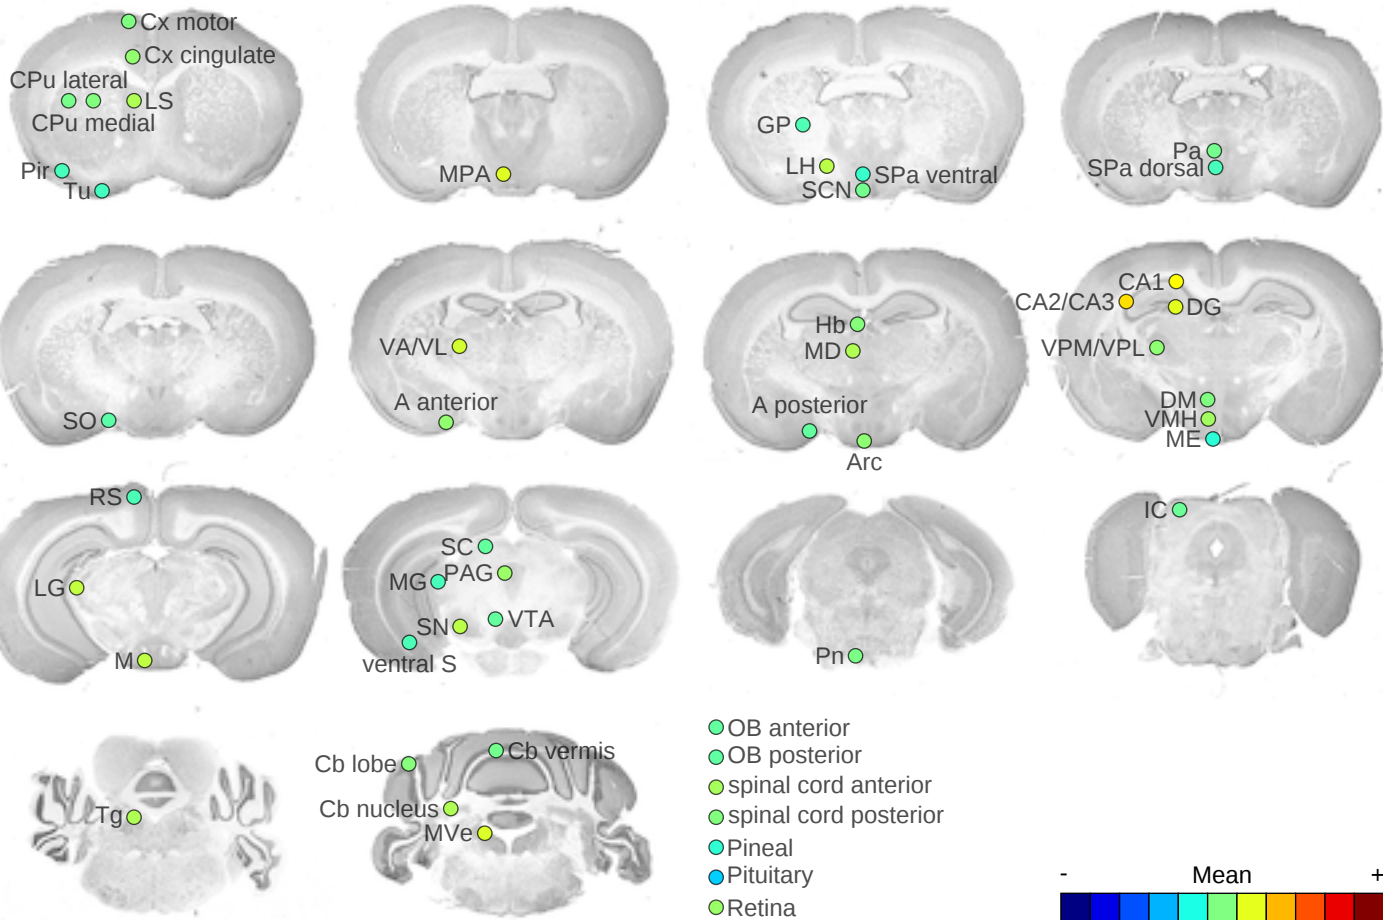 Cx motor
Cx cingulate
CPu lateral
LS
CPu medial
Pir
Tu
MPA
GP
LH
SPa ventral
SCN
Pa
SPa dorsal
SO
VA/VL
A anterior
Hb
MD
A posterior
Arc
CA1
CA2/CA3
DG
VPM/VPL
DM
VMH
ME
RS
LG
M
SC
PAG
MG
VTA
SN
ventral S
Pn
IC
Tg
Cb vermis
Cb lobe
Cb nucleus
MVe
OB anterior
OB posterior
spinal cord anterior
spinal cord posterior
Pineal
Pituitary
Retina
- Mean +